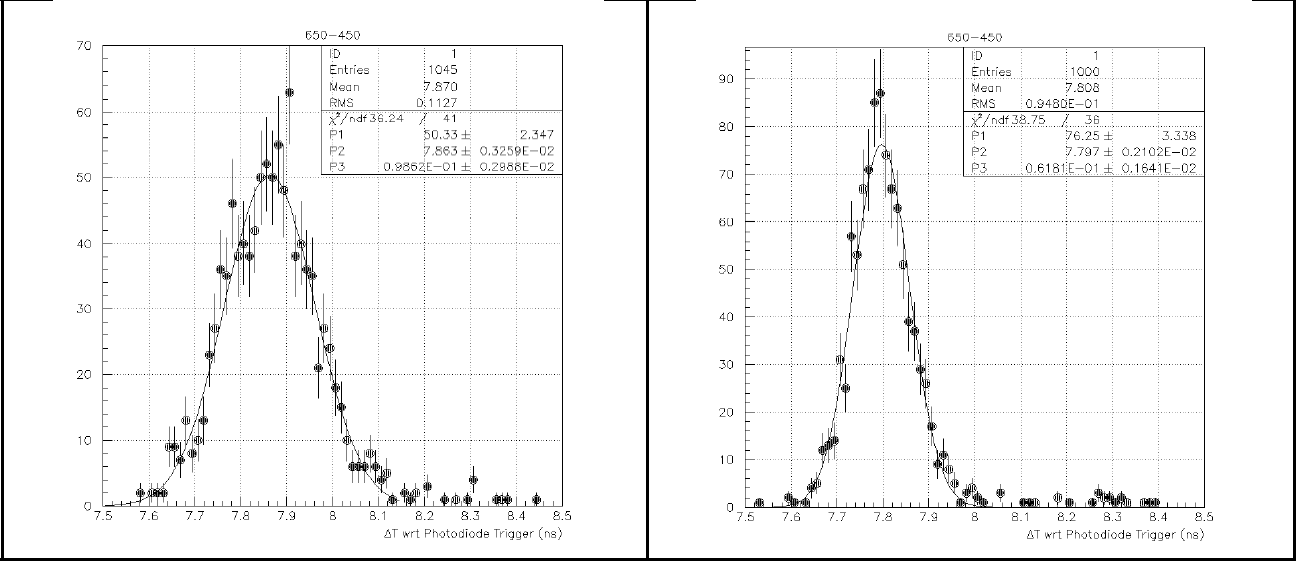 650-450
ID 1
Entries 1045
Mean 7.870
RMS 0.1127
χ²/ndf 36.24 / 41
P1 50.33 ± 2.347
P2 7.863 ± 0.3259E-02
P3 0.9862E-01 ± 0.2988E-02
70
60
50
40
30
20
10
0
7.5 7.6 7.7 7.8 7.9 8 8.1 8.2 8.3 8.4 8.5
ΔT wrt Photodiode Trigger (ns)
650-450
ID 1
Entries 1000
Mean 7.808
RMS 0.9480E-01
χ²/ndf 38.75 / 36
P1 76.25 ± 3.338
P2 7.797 ± 0.2102E-02
P3 0.6181E-01 ± 0.1641E-02
90
80
70
60
50
40
30
20
10
0
7.5 7.6 7.7 7.8 7.9 8 8.1 8.2 8.3 8.4 8.5
ΔT wrt Photodiode Trigger (ns)